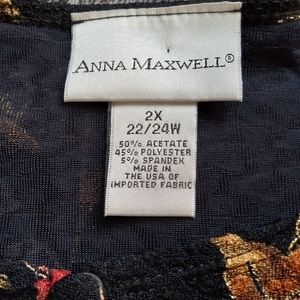 ANNA MAXWELL®
2X
22/24W
50% ACETATE
45% POLYESTER
5% SPANDEX
MADE IN
THE USA OF
IMPORTED FABRIC